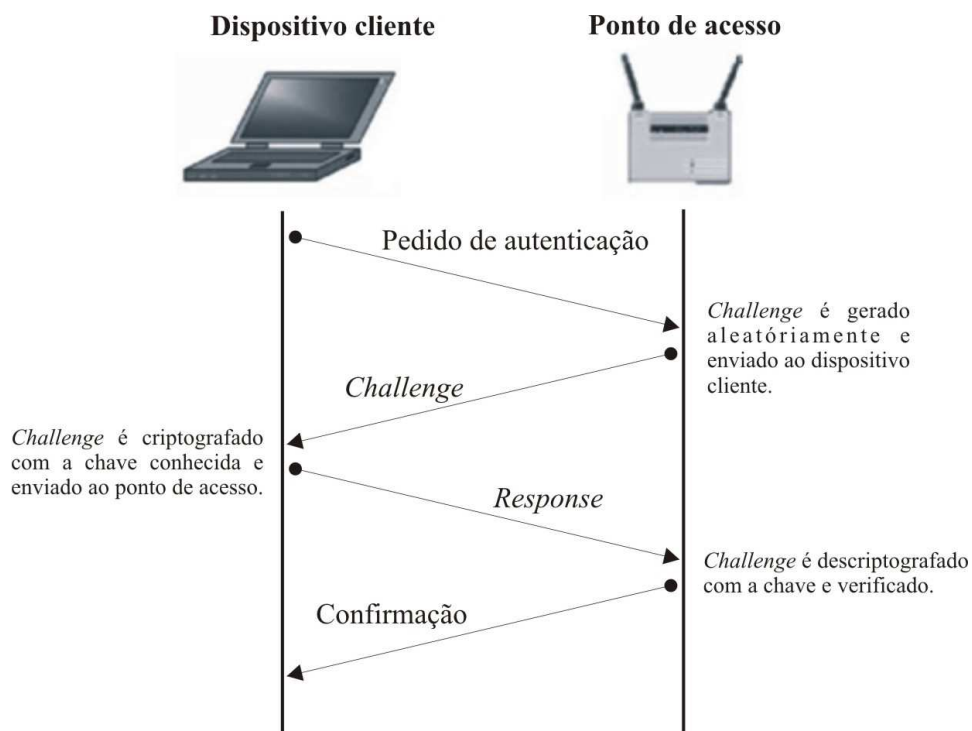 Dispositivo cliente
Ponto de acesso
Pedido de autenticação
Challenge é gerado
aleatóriamente e
enviado ao dispositivo
cliente.
Challenge
Challenge é criptografado
com a chave conhecida e
enviado ao ponto de acesso.
Response
Challenge é descriptografado
com a chave e verificado.
Confirmação